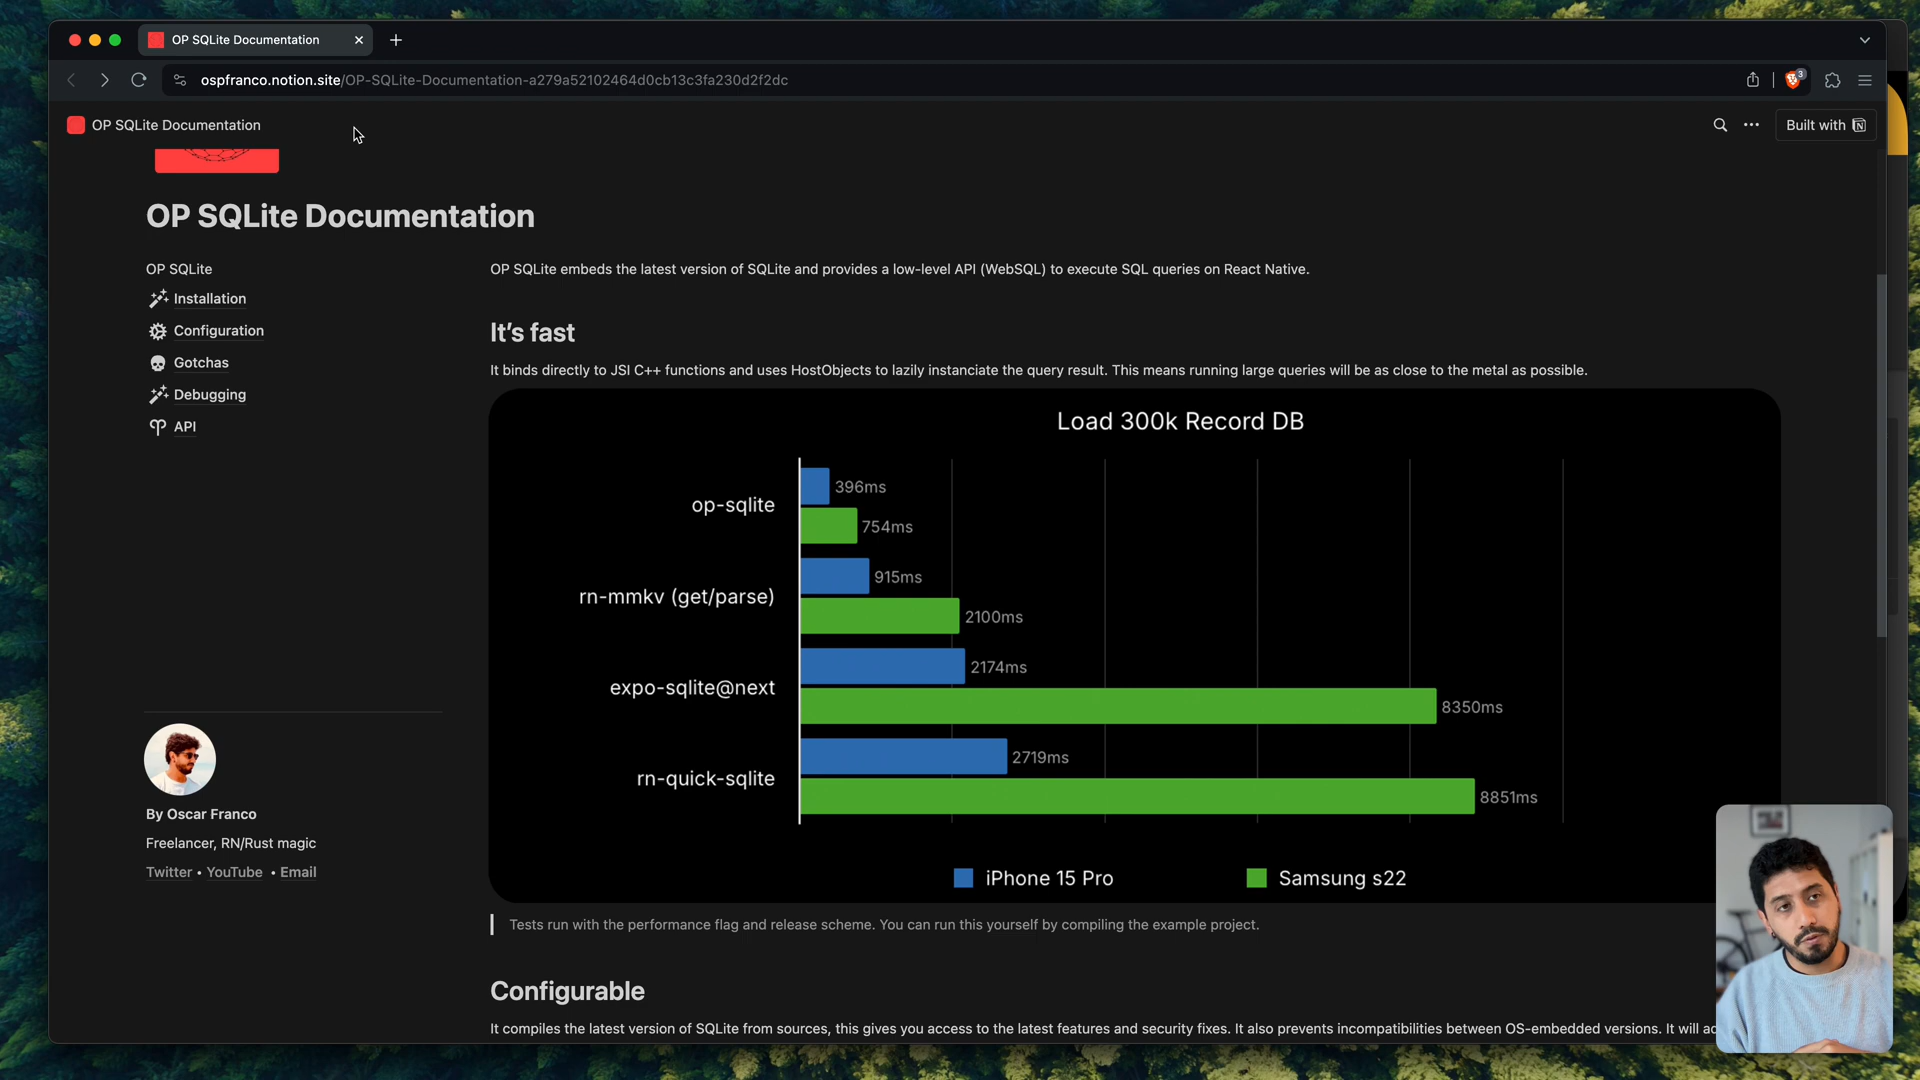 OP SQLite Documentation
ospfranco.notion.site/OP-SQLite-Documentation-a279a52102464d0cb13c3fa230d2f2dc
3
OP SQLite Documentation
Built with
OP SQLite Documentation
OP SQLite
Installation
Configuration
Gotchas
Debugging
API
By Oscar Franco
Freelancer, RN/Rust magic
Twitter • YouTube • Email
OP SQLite embeds the latest version of SQLite and provides a low-level API (WebSQL) to execute SQL queries on React Native.
It's fast
It binds directly to JSI C++ functions and uses HostObjects to lazily instanciate the query result. This means running large queries will be as close to the metal as possible.
Load 300k Record DB
op-sqlite
396ms
754ms
rn-mmkv (get/parse)
915ms
2100ms
expo-sqlite@next
2174ms
8350ms
rn-quick-sqlite
2719ms
8851ms
iPhone 15 Pro
Samsung s22
Tests run with the performance flag and release scheme. You can run this yourself by compiling the example project.
Configurable
It compiles the latest version of SQLite from sources, this gives you access to the latest features and security fixes. It also prevents incompatibilities between OS-embedded versions. It will